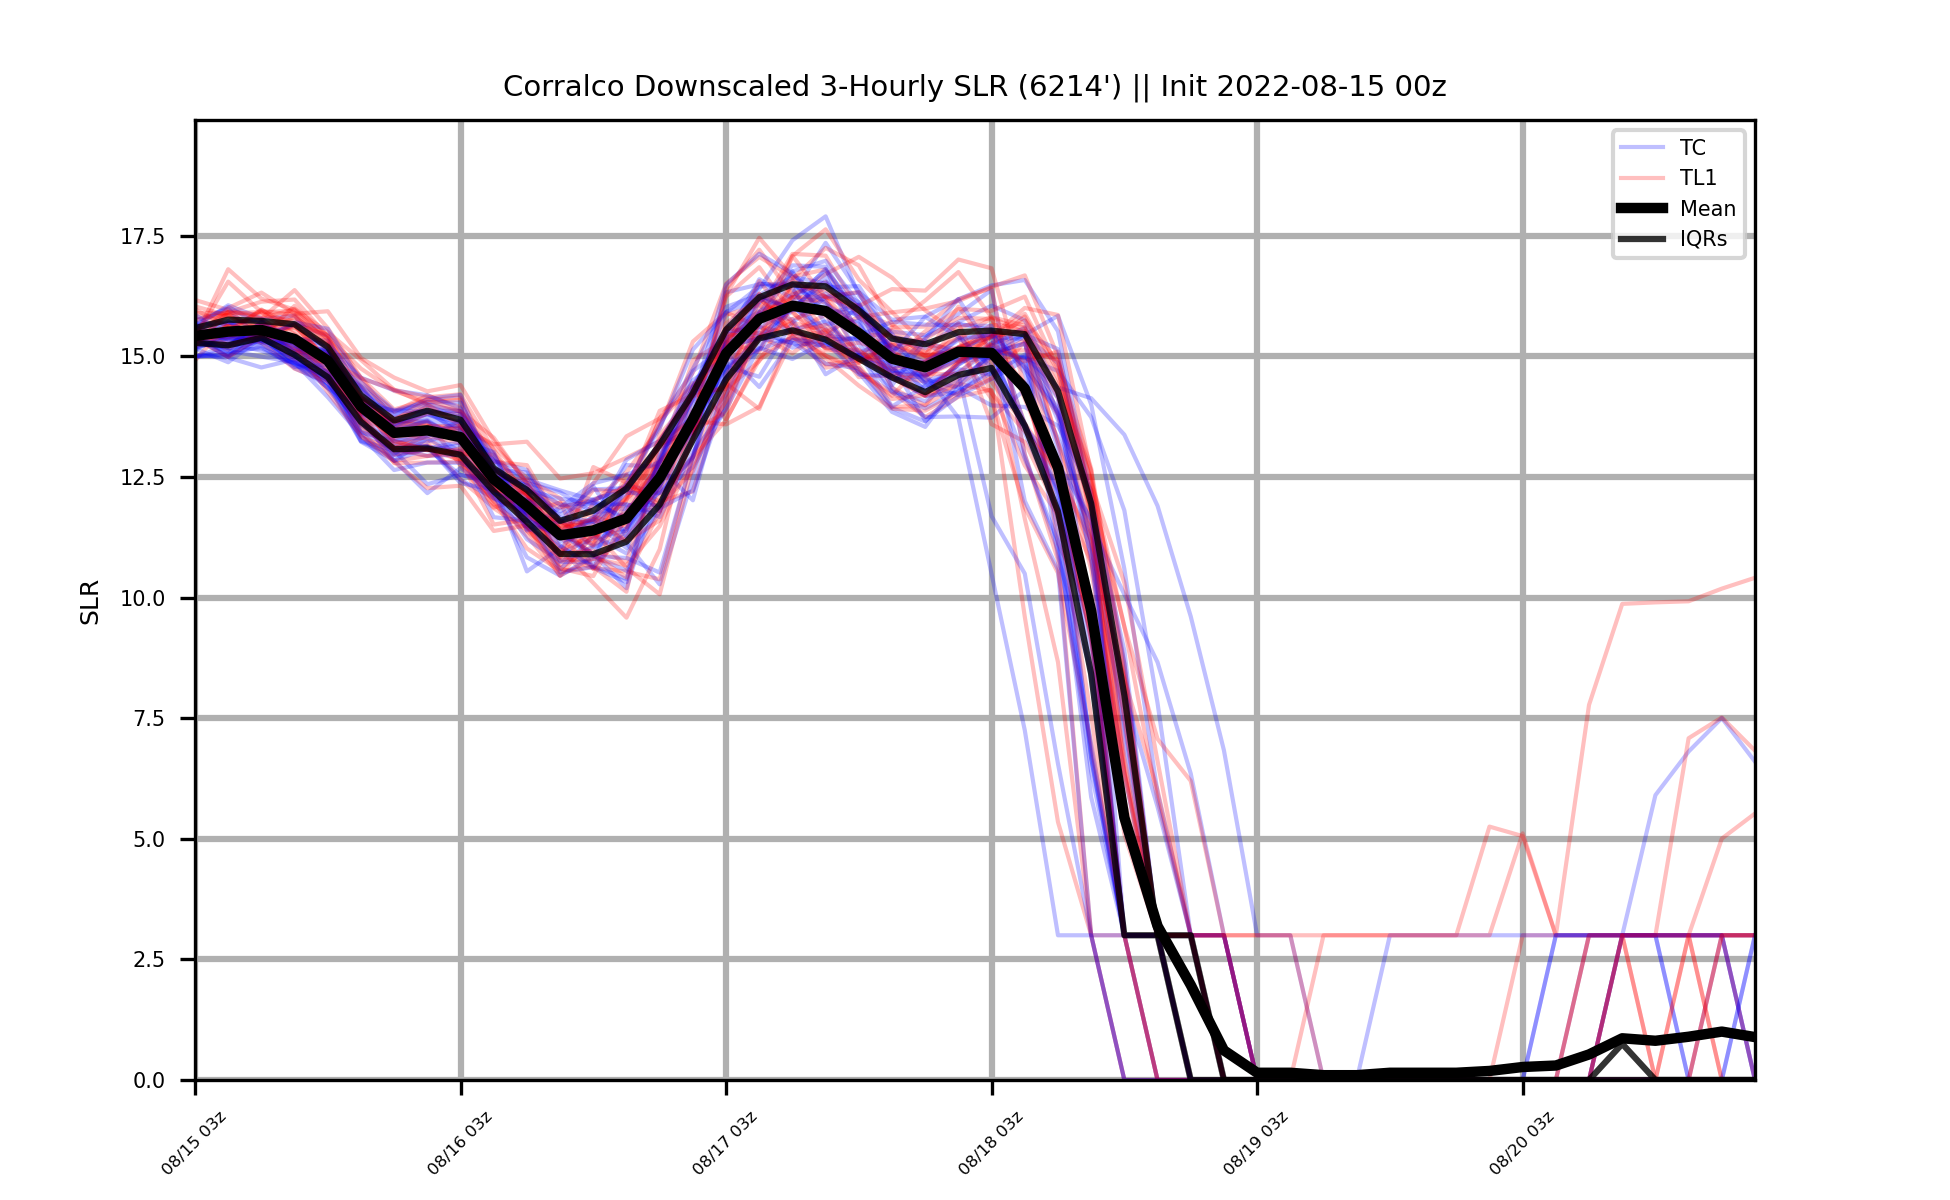 Corralco Downscaled 3-Hourly SLR (6214') || Init 2022-08-15 00z
TC
TL1
Mean
IQRs
SLR
17.5
15.0
12.5
10.0
7.5
5.0
2.5
0.0
08/15 03z
08/16 03z
08/17 03z
08/18 03z
08/19 03z
08/20 03z